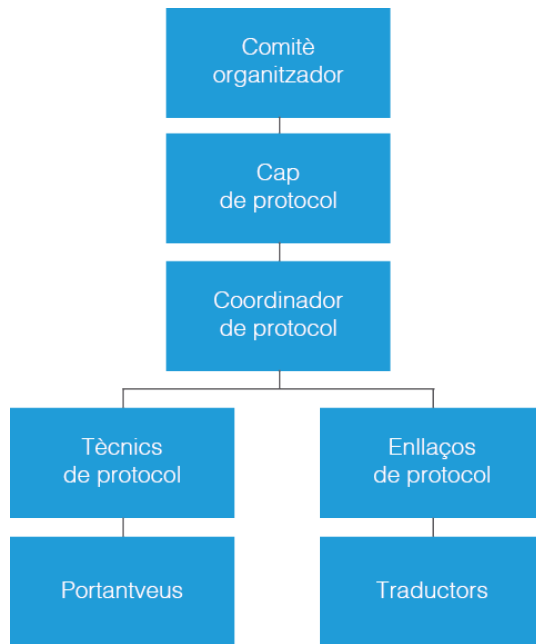 Comitè
organitzador
Cap
de protocol
Coordinador
de protocol
Tècnics
de protocol
Enllaços
de protocol
Portantveus
Traductors